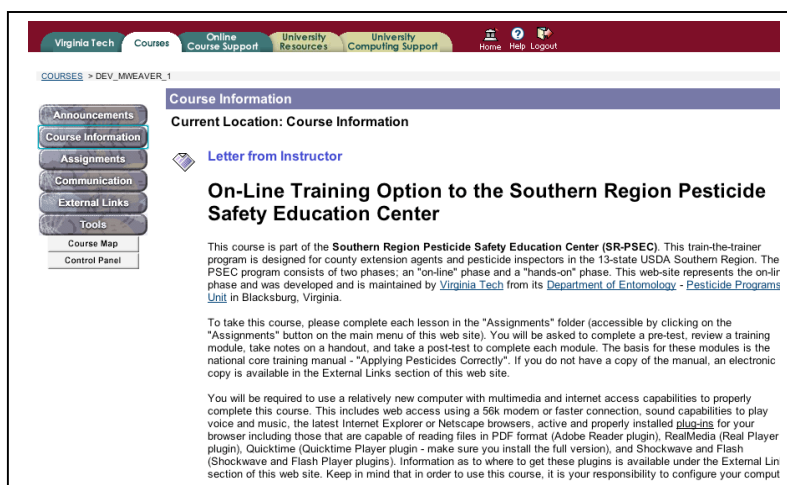 Virginia Tech
Courses
Online
Course Support
University
Resources
University
Computing Support
Home Help Logout
COURSES > DEV_MWEAVER_1
Announcements
Course Information
Assignments
Communication
External Links
Tools
Course Map
Control Panel
Course Information
Current Location: Course Information
Letter from Instructor
On-Line Training Option to the Southern Region Pesticide
Safety Education Center
This course is part of the Southern Region Pesticide Safety Education Center (SR-PSEC). This train-the-trainer
program is designed for county extension agents and pesticide inspectors in the 13-state USDA Southern Region. The
PSEC program consists of two phases; an "on-line" phase and a "hands-on" phase. This web-site represents the on-lin
phase and was developed and is maintained by Virginia Tech from its Department of Entomology - Pesticide Programs
Unit in Blacksburg, Virginia.
To take this course, please complete each lesson in the "Assignments" folder (accessible by clicking on the
"Assignments" button on the main menu of this web site). You will be asked to complete a pre-test, review a training
module, take notes on a handout, and take a post-test to complete each module. The basis for these modules is the
national core training manual - "Applying Pesticides Correctly". If you do not have a copy of the manual, an electronic
copy is available in the External Links section of this web site.
You will be required to use a relatively new computer with multimedia and internet access capabilities to properly
complete this course. This includes web access using a 56k modem or faster connection, sound capabilities to play
voice and music, the latest Internet Explorer or Netscape browsers, active and properly installed plug-ins for your
browser including those that are capable of reading files in PDF format (Adobe Reader plugin), RealMedia (Real Player
plugin), Quicktime (Quicktime Player plugin - make sure you install the full version), and Shockwave and Flash
(Shockwave and Flash Player plugins). Information as to where to get these plugins is available under the External Lin
section of this web site. Keep in mind that in order to use this course, it is your responsibility to configure your comput